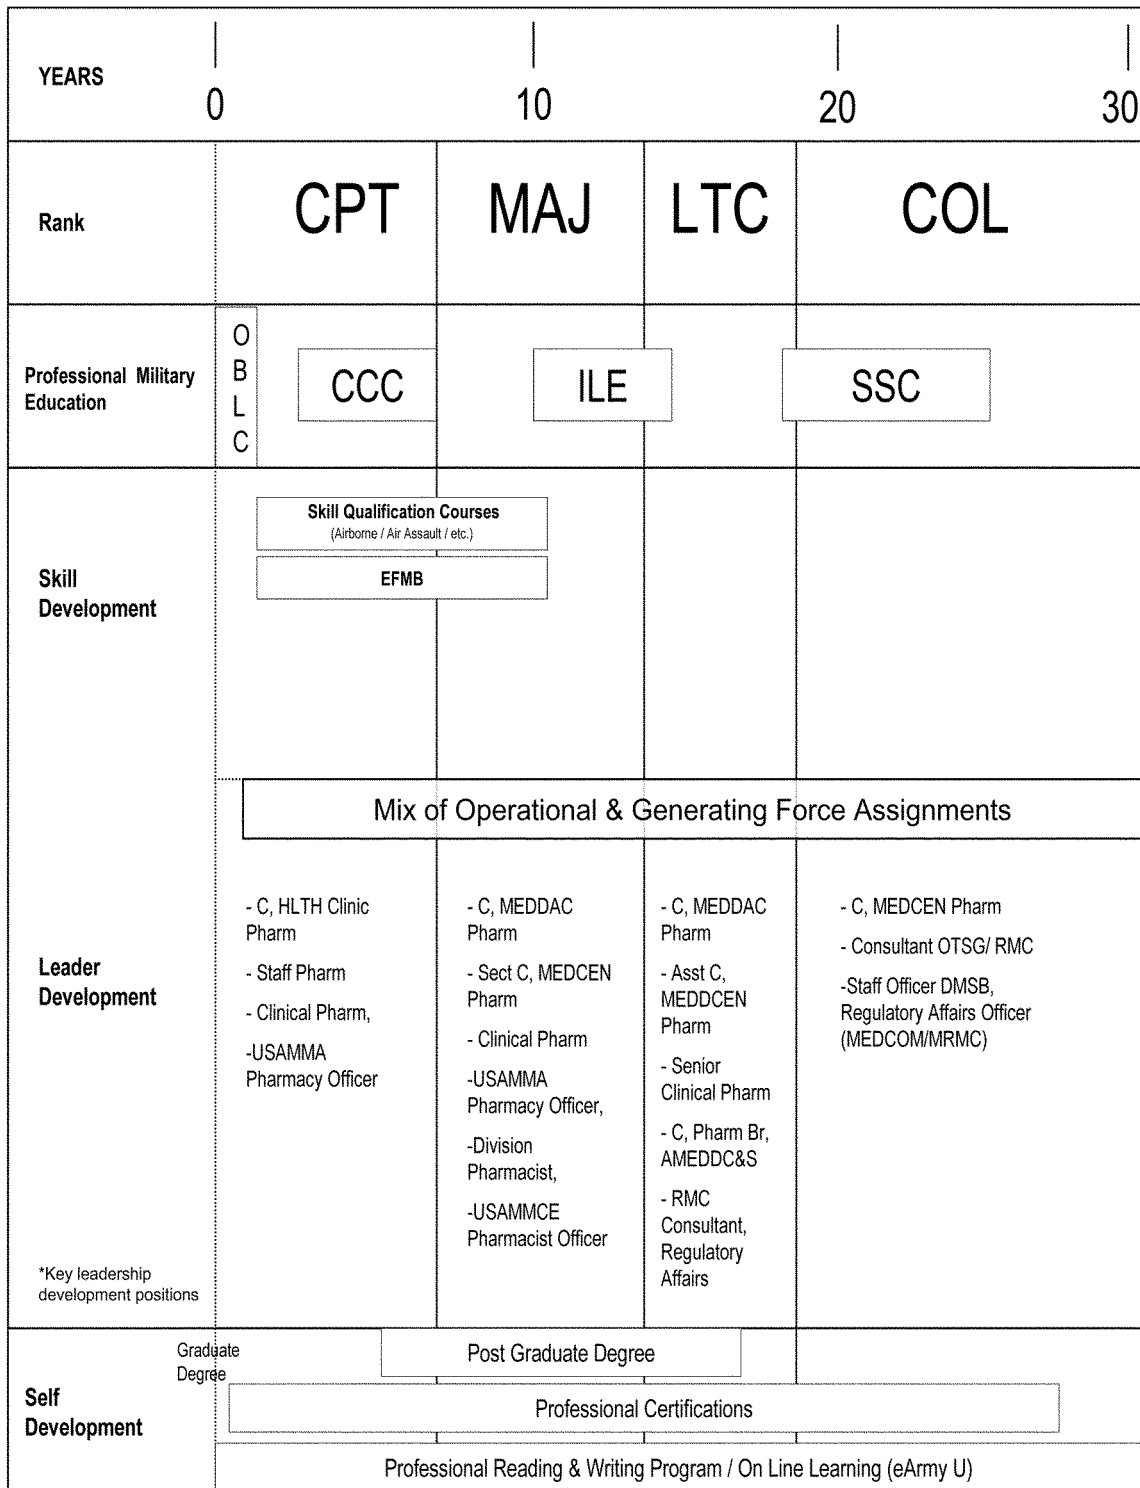 YEARS
0
10
20
30
Rank
CPT
MAJ
LTC
COL
Professional Military
Education
O
B
L
C
CCC
ILE
SSC
Skill
Development
Skill Qualification Courses
(Airborne / Air Assault / etc.)
EFMB
Mix of Operational & Generating Force Assignments
Leader
Development
*Key leadership
development positions
- C, HLTH Clinic
Pharm
- Staff Pharm
- Clinical Pharm,
-USAMMA
Pharmacy Officer
- C, MEDDAC
Pharm
- Sect C, MEDCEN
Pharm
- Clinical Pharm
-USAMMA
Pharmacy Officer,
-Division
Pharmacist,
-USAMMCE
Pharmacist Officer
- C, MEDDAC
Pharm
- Asst C,
MEDDCEN
Pharm
- Senior
Clinical Pharm
- C, Pharm Br,
AMEDDC&S
- RMC
Consultant,
Regulatory
Affairs
- C, MEDCEN Pharm
- Consultant OTSG/ RMC
-Staff Officer DMSB,
Regulatory Affairs Officer
(MEDCOM/MRMC)
Self
Development
Graduate
Degree
Post Graduate Degree
Professional Certifications
Professional Reading & Writing Program / On Line Learning (eArmy U)